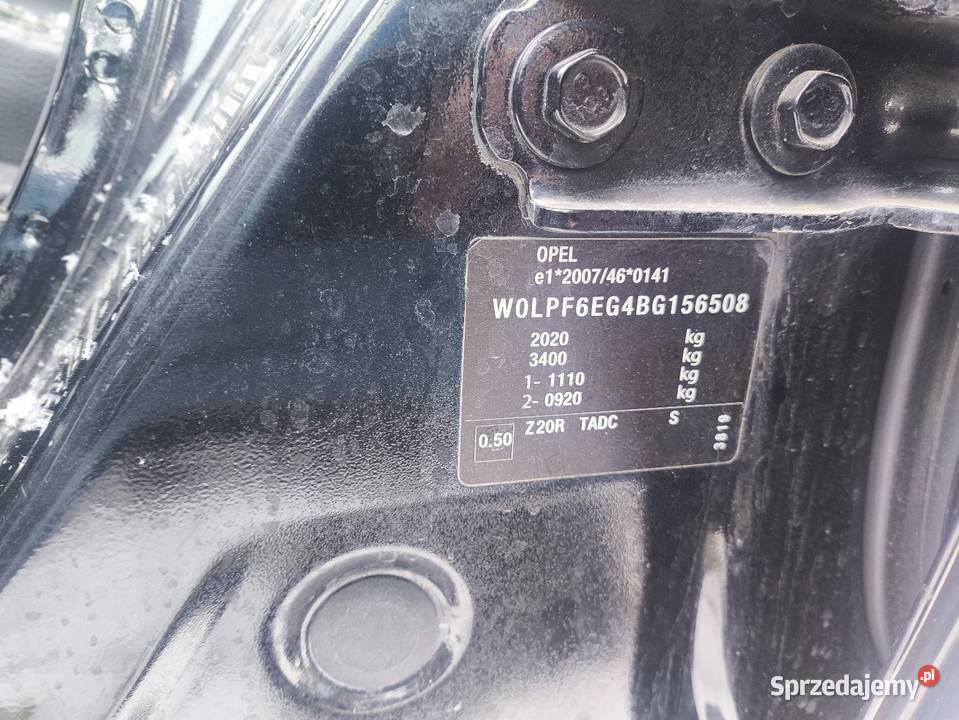 OPEL
e1*2007/46*0141
W0LPF6EG4BG156508
2020 kg
3400 kg
1- 1110 kg
2- 0920 kg
0.50 Z20R TADC S 3819
Sprzedajemy.pl